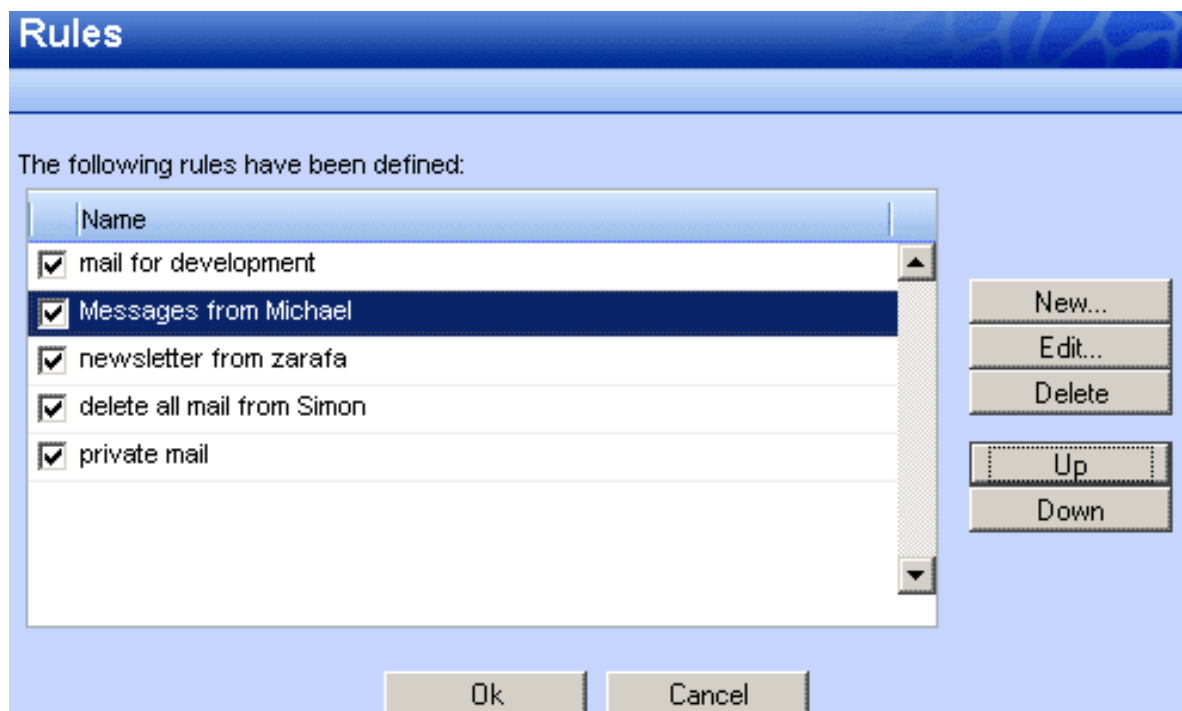 Rules
The following rules have been defined:
Name
mail for development
Messages from Michael
newsletter from zarafa
delete all mail from Simon
private mail
New...
Edit...
Delete
Up
Down
Ok
Cancel